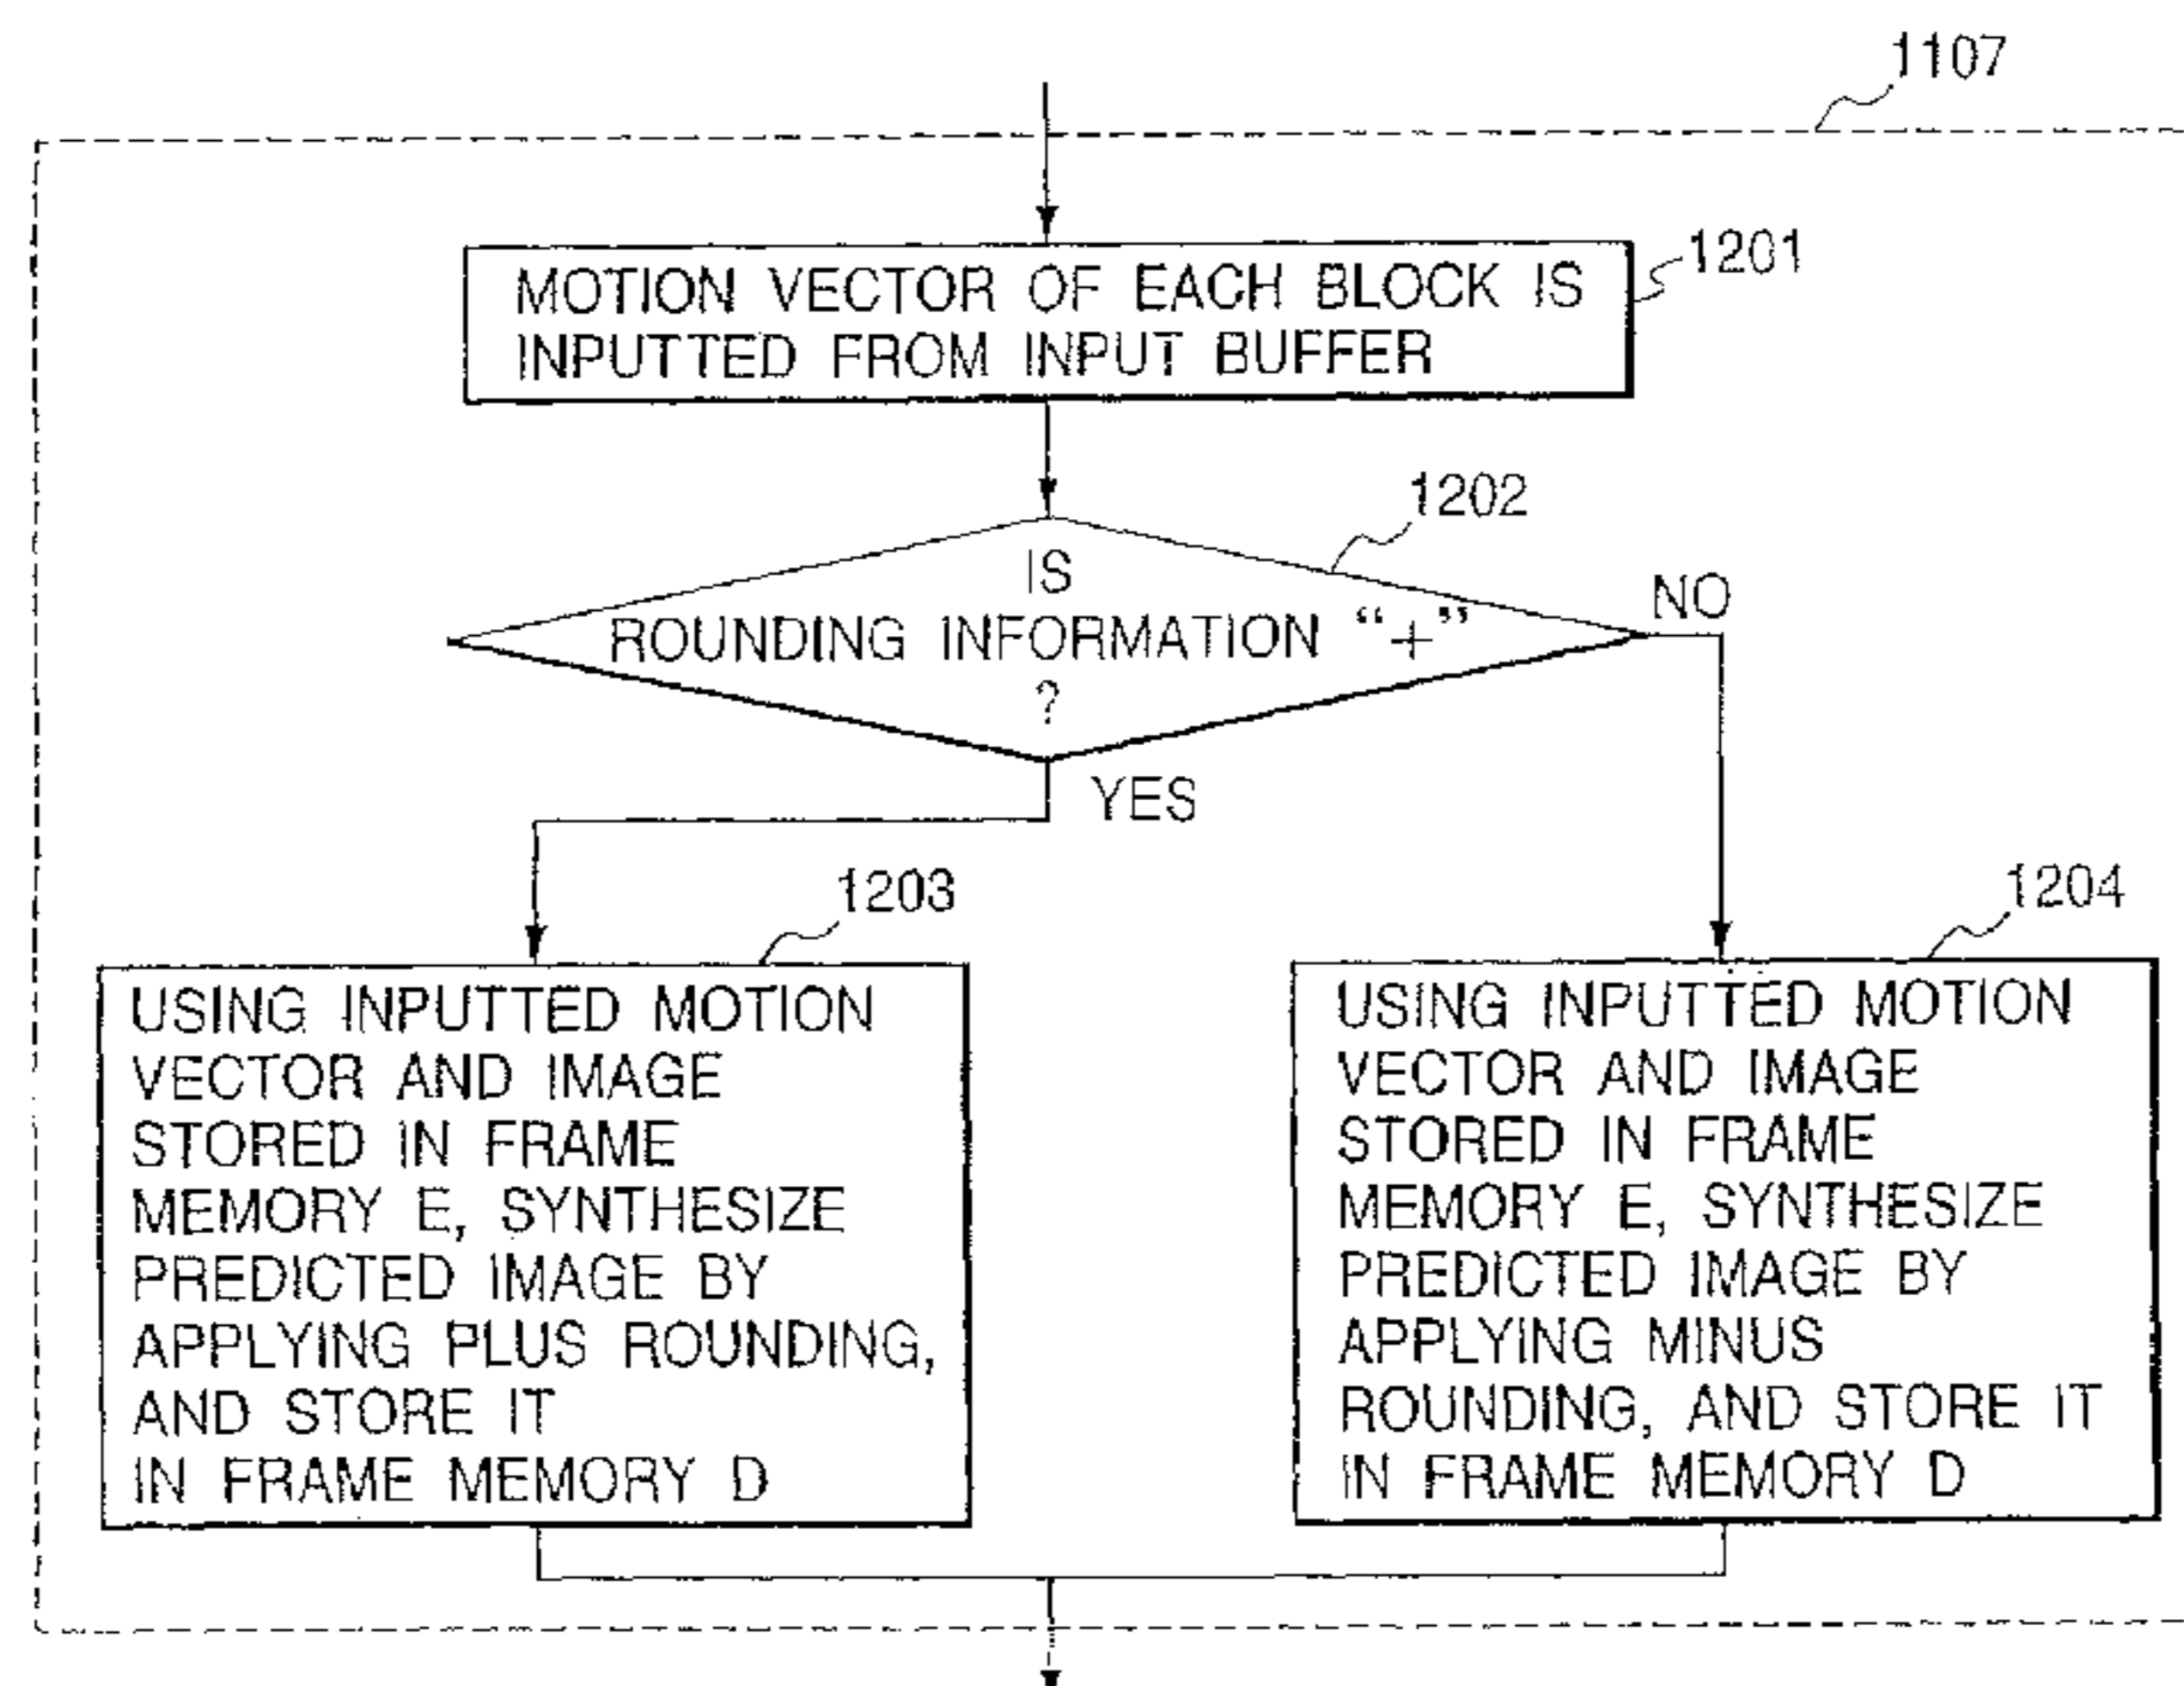 1107
MOTION VECTOR OF EACH BLOCK IS
INPUTTED FROM INPUT BUFFER
1201
1202
IS
ROUNDING INFORMATION “+”
?
NO
YES
1203
USING INPUTTED MOTION
VECTOR AND IMAGE
STORED IN FRAME
MEMORY E, SYNTHESIZE
PREDICTED IMAGE BY
APPLYING PLUS ROUNDING,
AND STORE IT
IN FRAME MEMORY D
1204
USING INPUTTED MOTION
VECTOR AND IMAGE
STORED IN FRAME
MEMORY E, SYNTHESIZE
PREDICTED IMAGE BY
APPLYING MINUS
ROUNDING, AND STORE IT
IN FRAME MEMORY D